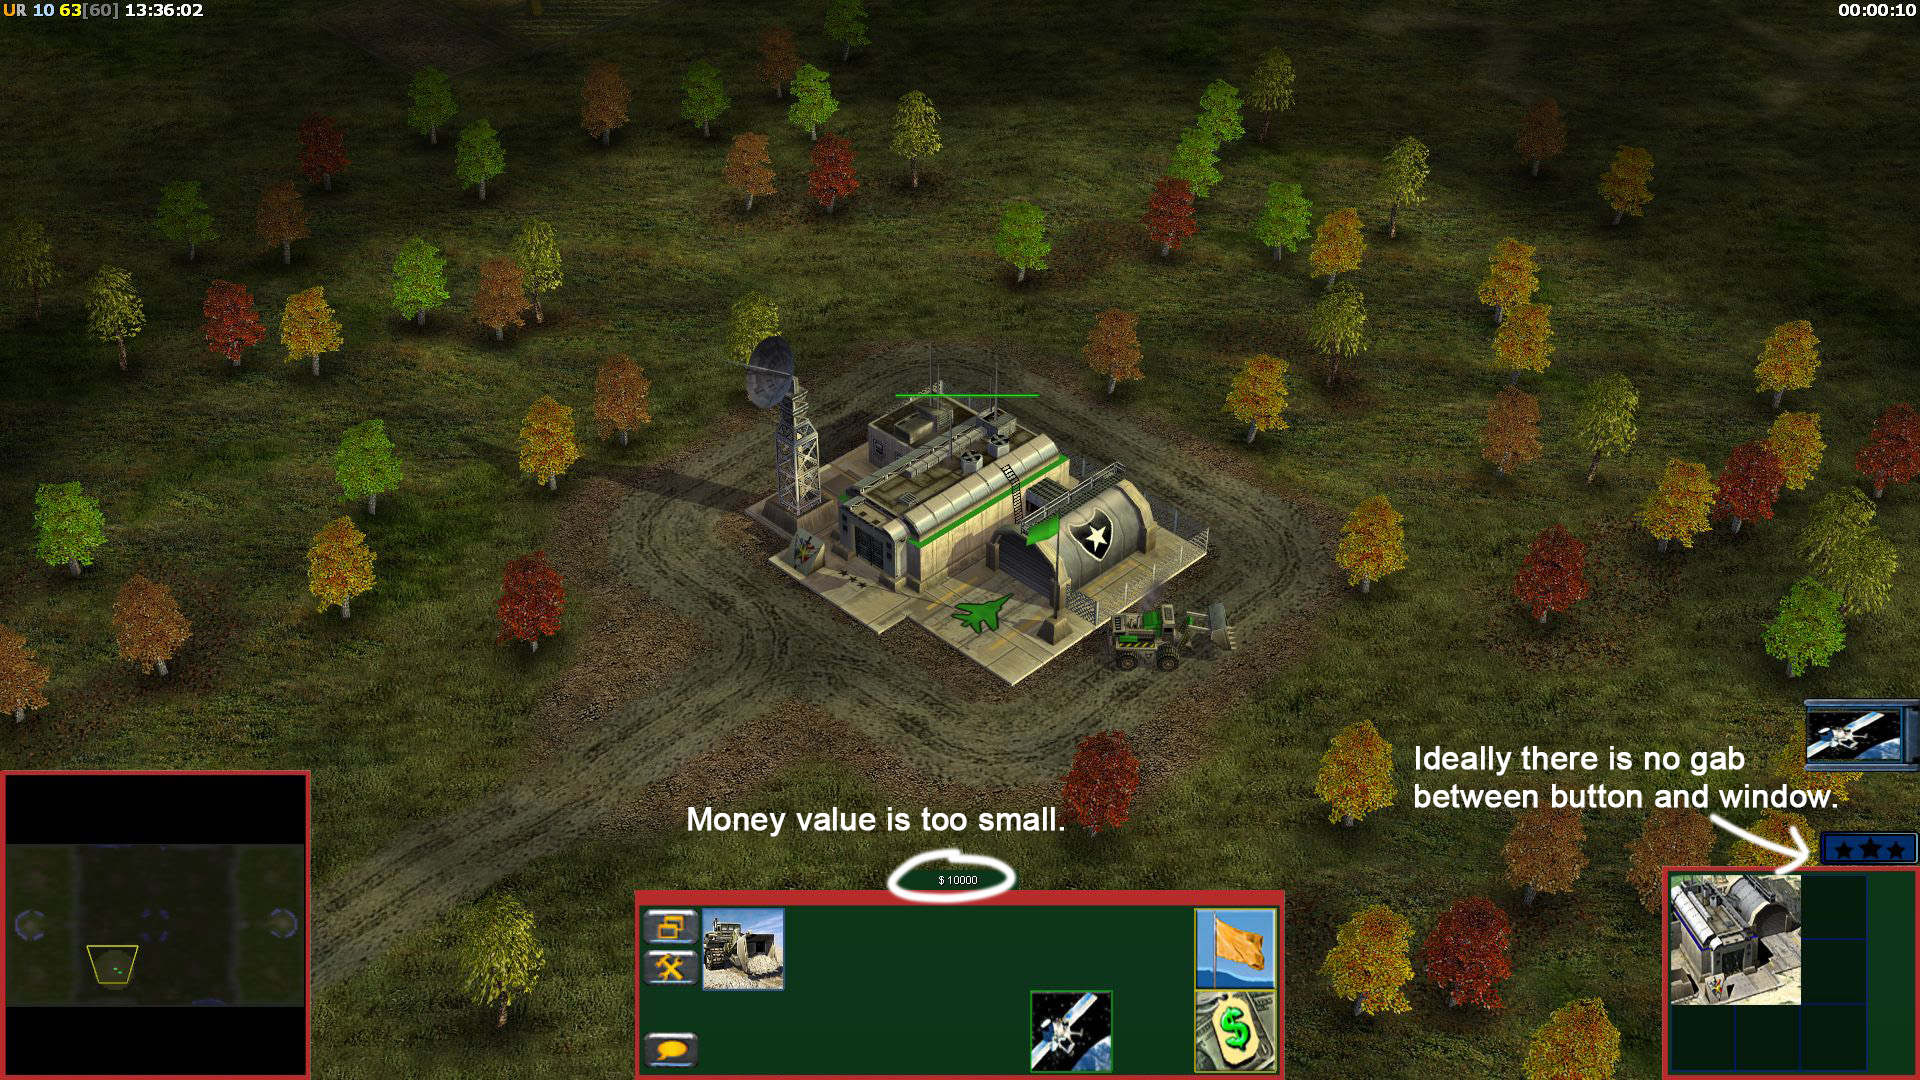 UR 10 63[60] 13:36:02
00:00:10
Ideally there is no gab
between button and window.
Money value is too small.
$ 10000
$